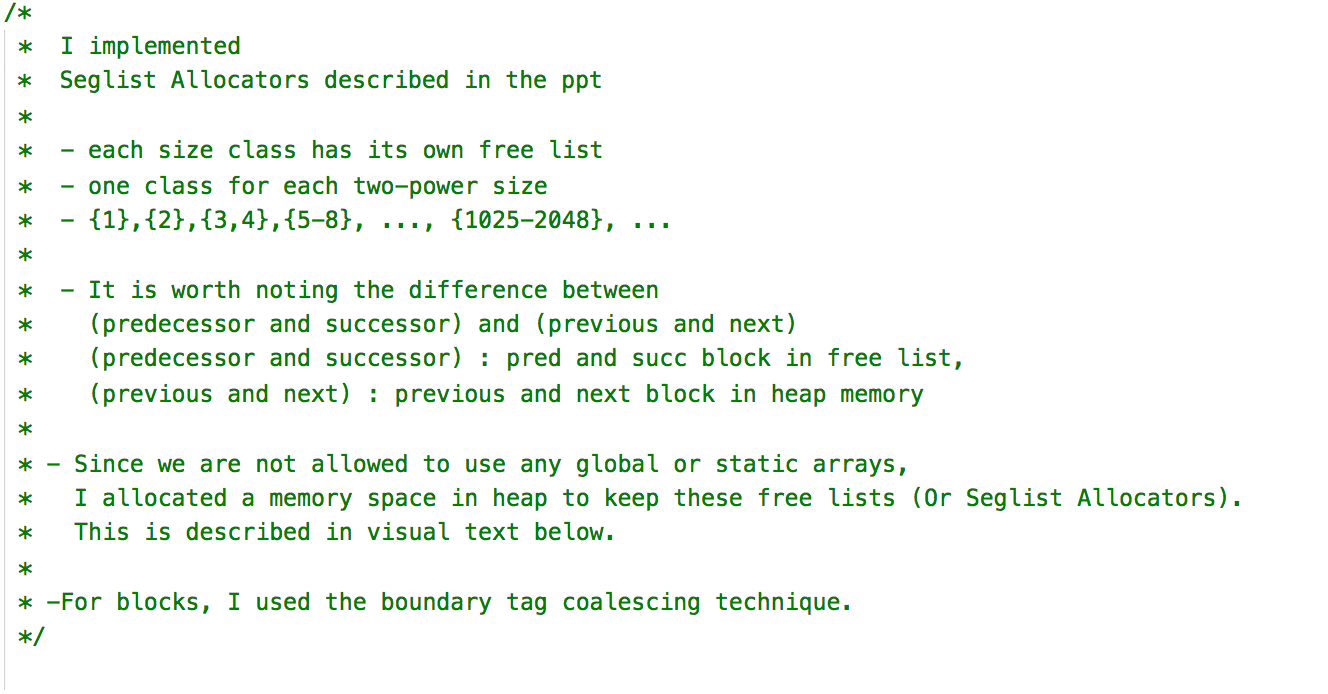 /*
*  I implemented
*  Seglist Allocators described in the ppt
*
*  - each size class has its own free list
*  - one class for each two-power size
*  - {1},{2},{3,4},{5-8}, ..., {1025-2048}, ...
*
*  - It is worth noting the difference between
*    (predecessor and successor) and (previous and next)
*    (predecessor and successor) : pred and succ block in free list,
*    (previous and next) : previous and next block in heap memory
*
* - Since we are not allowed to use any global or static arrays,
*   I allocated a memory space in heap to keep these free lists (Or Seglist Allocators).
*   This is described in visual text below.
*
* -For blocks, I used the boundary tag coalescing technique.
*/